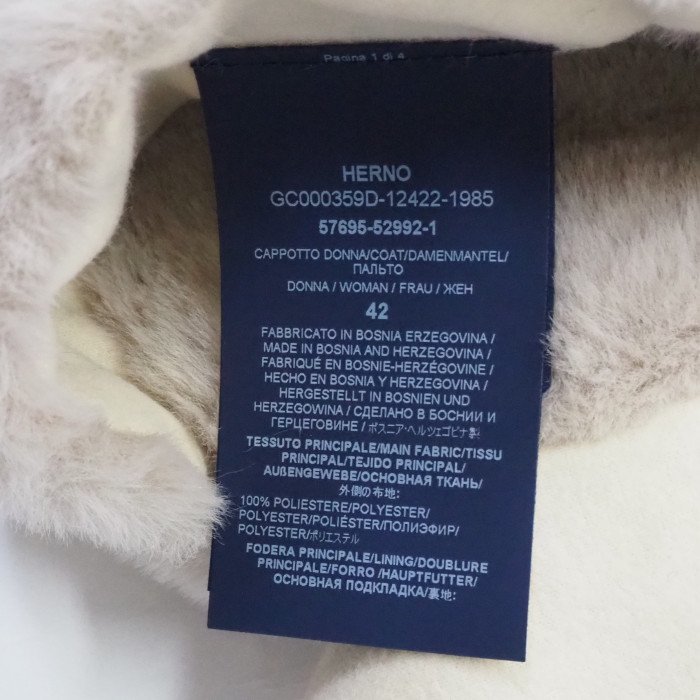 Pagina 1 di 4
HERNO
GC000359D-12422-1985
57695-52992-1
CAPPOTTO DONNA/COAT/DAMENMANTEL/
ПАЛЬТО
DONNA / WOMAN / FRAU / ЖЕН
42
FABBRICATO IN BOSNIA ERZEGOVINA /
MADE IN BOSNIA AND HERZEGOVINA /
FABRIQUÉ EN BOSNIE-HERZÉGOVINE /
HECHO EN BOSNIA Y HERZEGOVINA /
HERGESTELLT IN BOSNIEN UND
HERZEGOWINA / СДЕЛАНО В БОСНИИ И
ГЕРЦЕГОВИНЕ / ボスニア・ヘルツェゴビナ製
TESSUTO PRINCIPALE/MAIN FABRIC/TISSU
PRINCIPAL/TEJIDO PRINCIPAL/
AUßENGEWEBE/ОСНОВНАЯ ТКАНЬ/
外側の布地:
100% POLIESTERE/POLYESTER/
POLYESTER/POLIÉSTER/ПОЛИЭФИР/
POLYESTER/ポリエステル
FODERA PRINCIPALE/LINING/DOUBLURE
PRINCIPALE/FORRO /HAUPTFUTTER/
ОСНОВНАЯ ПОДКЛАДКА/裏地: